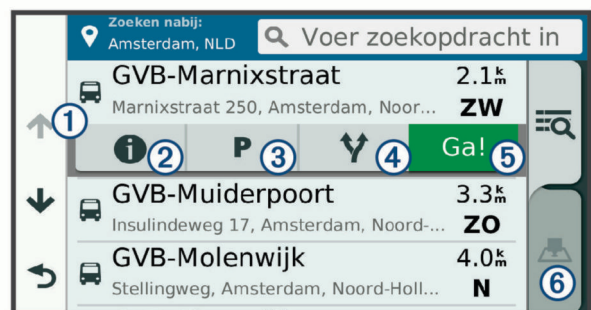 Zoeken nabij:
Amsterdam, NLD
Voer zoekopdracht in
GVB-Marnixstraat 2.1 km
Marnixstraat 250, Amsterdam, Noor... ZW
1
2 P 3 4 Ga! 5
GVB-Muiderpoort 3.3 km
Insulindeweg 17, Amsterdam, Noord-... ZO
GVB-Molenwijk 4.0 km
Stellingweg, Amsterdam, Noord-Holl... N
6